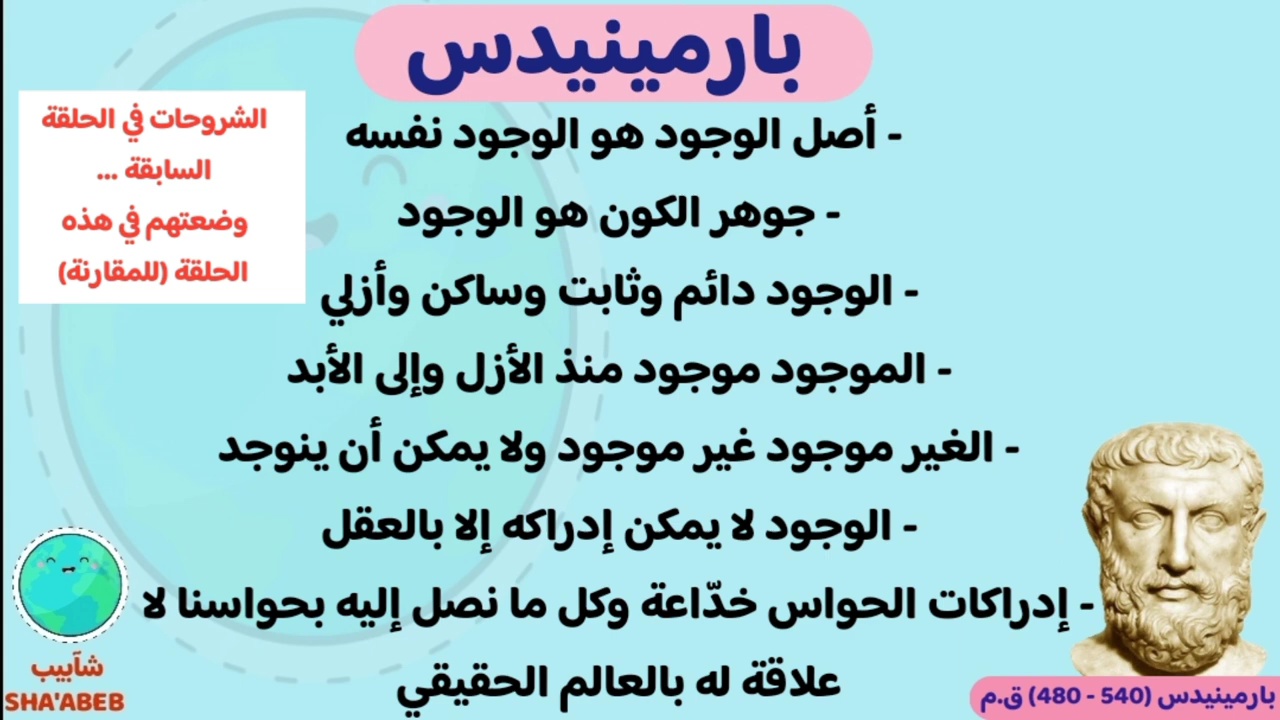 بارمينيدس
الشروحات في الحلقة
السابقة ...
وضعتهم في هذه
الحلقة (للمقارنة)
- أصل الوجود هو الوجود نفسه
- جوهر الكون هو الوجود
- الوجود دائم وثابت وساكن وأزلي
- الموجود موجود منذ الأزل وإلى الأبد
- الغير موجود غير موجود ولا يمكن أن ينوجد
- الوجود لا يمكن إدراكه إلا بالعقل
- إدراكات الحواس خدّاعة وكل ما نصل إليه بحواسنا لا
علاقة له بالعالم الحقيقي
شآبيب
SHA'ABEB
بارمينيدس (540 - 480) ق.م